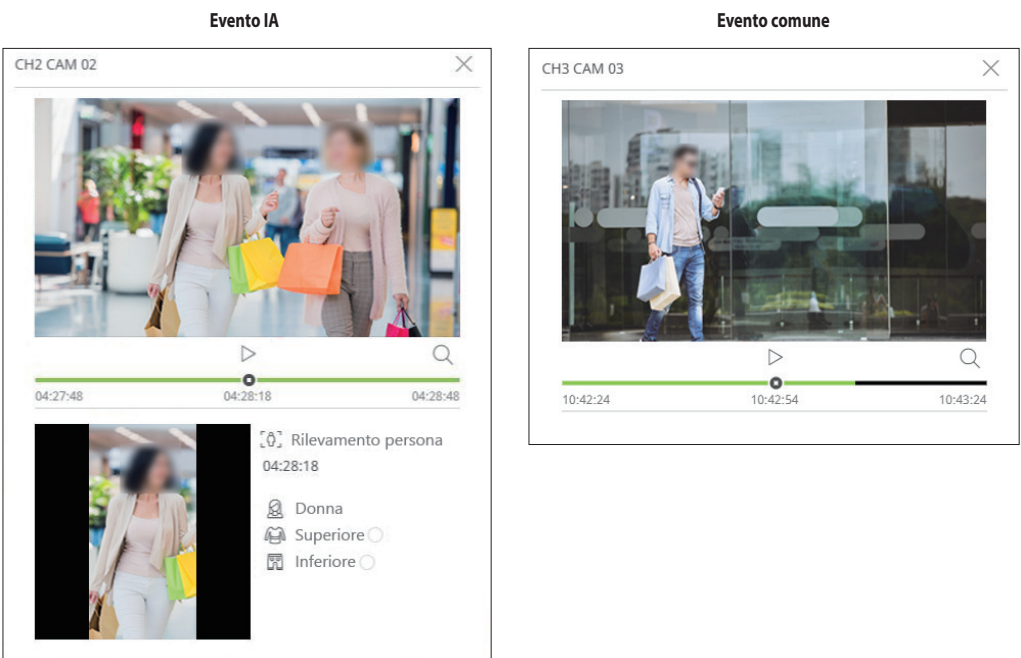 Evento IA
CH2 CAM 02
04:27:48 04:28:18 04:28:48
Rilevamento persona
04:28:18
Donna
Superiore
Inferiore
Evento comune
CH3 CAM 03
10:42:24 10:42:54 10:43:24